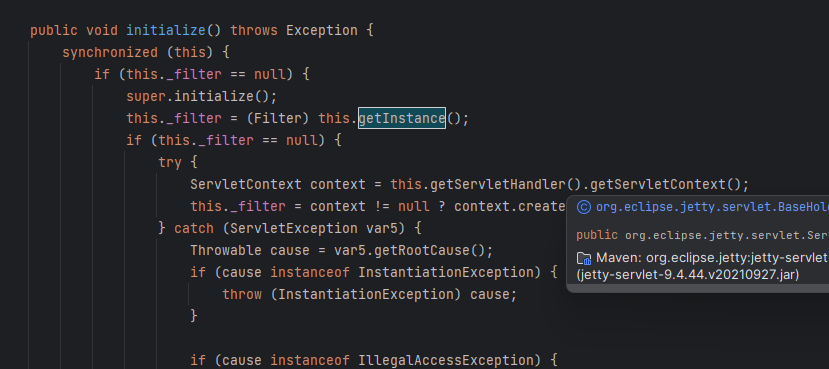 public void initialize() throws Exception {
synchronized (this) {
if (this._filter == null) {
super.initialize();
this._filter = (Filter) this.getInstance();
if (this._filter == null) {
try {
ServletContext context = this.getServletHandler().getServletContext();
this._filter = context != null ? context.create
org.eclipse.jetty.servlet.BaseHol
} catch (ServletException var5) {
public org.eclipse.jetty.servlet.Ser
Throwable cause = var5.getRootCause();
Maven: org.eclipse.jetty:jetty-servlet
if (cause instanceof InstantiationException) {
(jetty-servlet-9.4.44.v20210927.jar)
throw (InstantiationException) cause;
}
if (cause instanceof IllegalAccessException) {